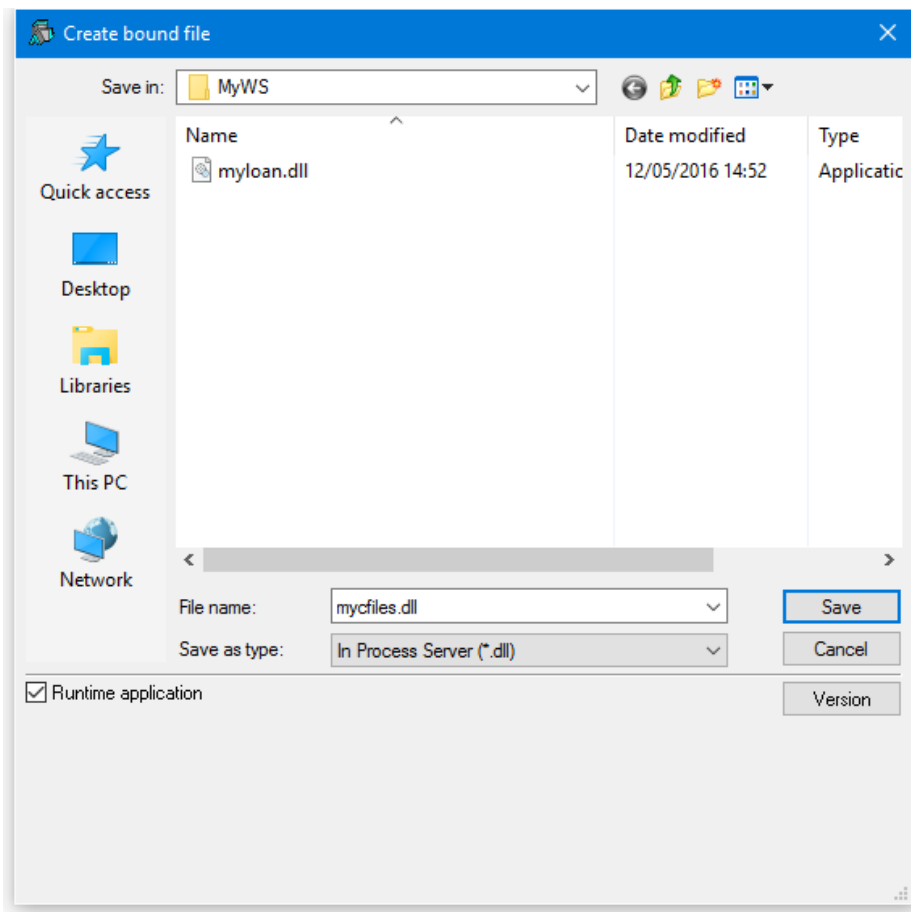 Create bound file
Save in: MyWS
Name Date modified Type
myloan.dll 12/05/2016 14:52 Applicatic
Quick access
Desktop
Libraries
This PC
Network
File name: mycfiles.dll Save
Save as type: In Process Server (*.dll) Cancel
Runtime application Version